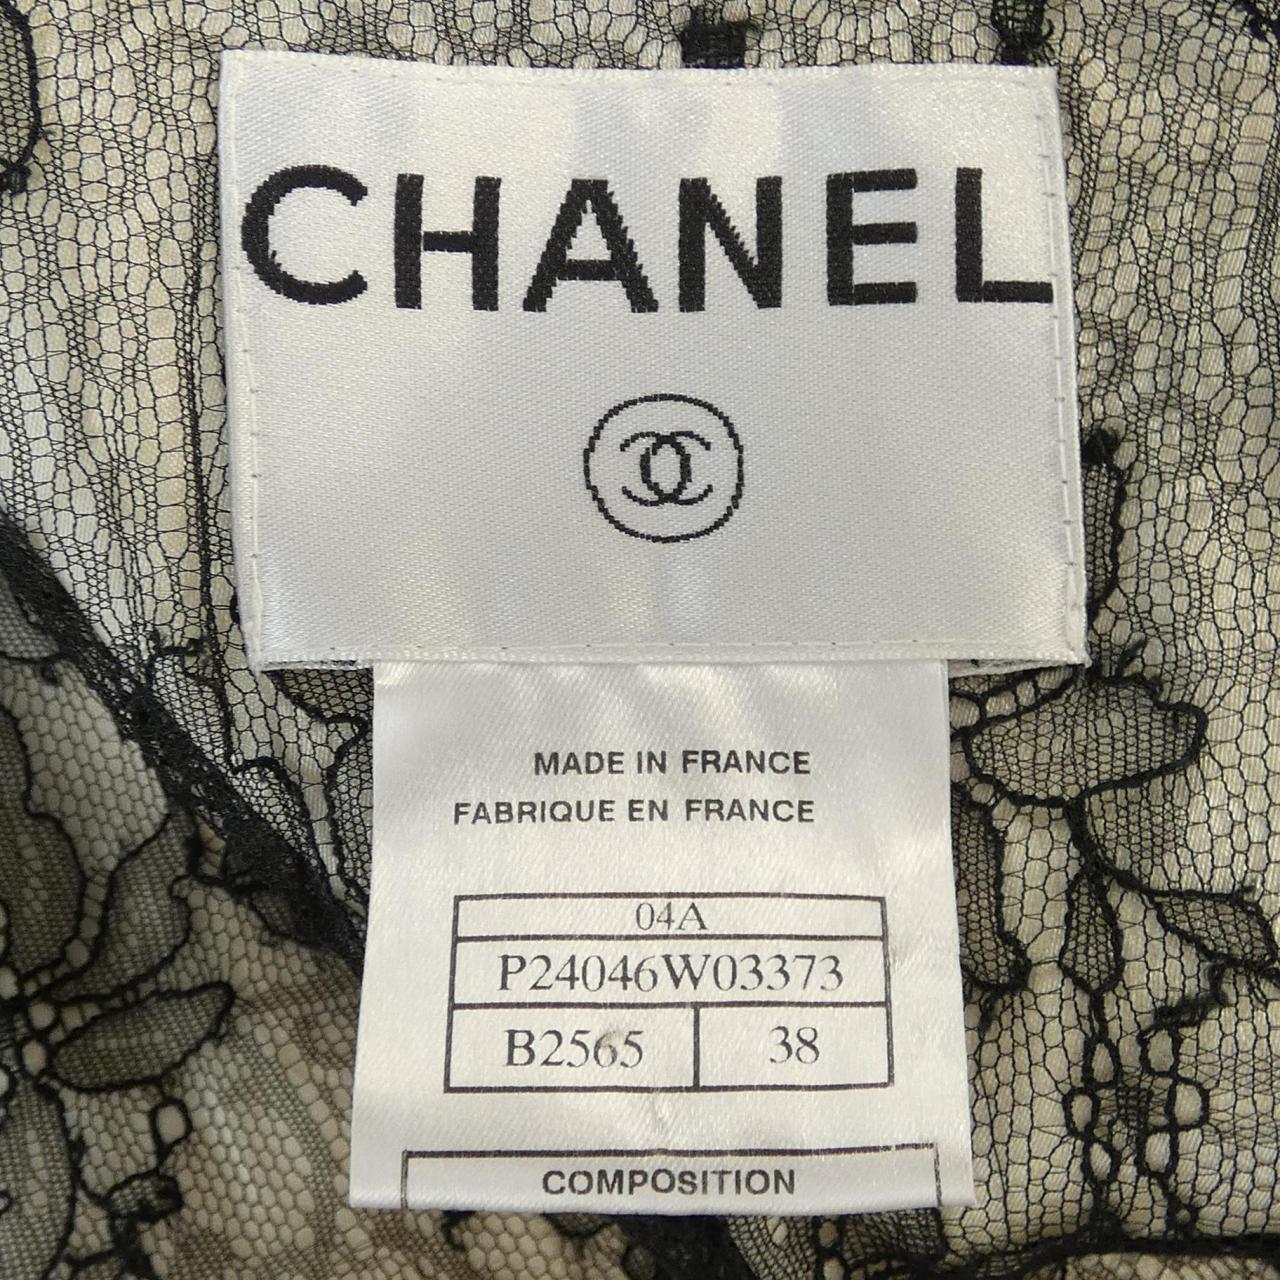 CHANEL
MADE IN FRANCE
FABRIQUE EN FRANCE
04A
P24046W03373
B2565 38
COMPOSITION